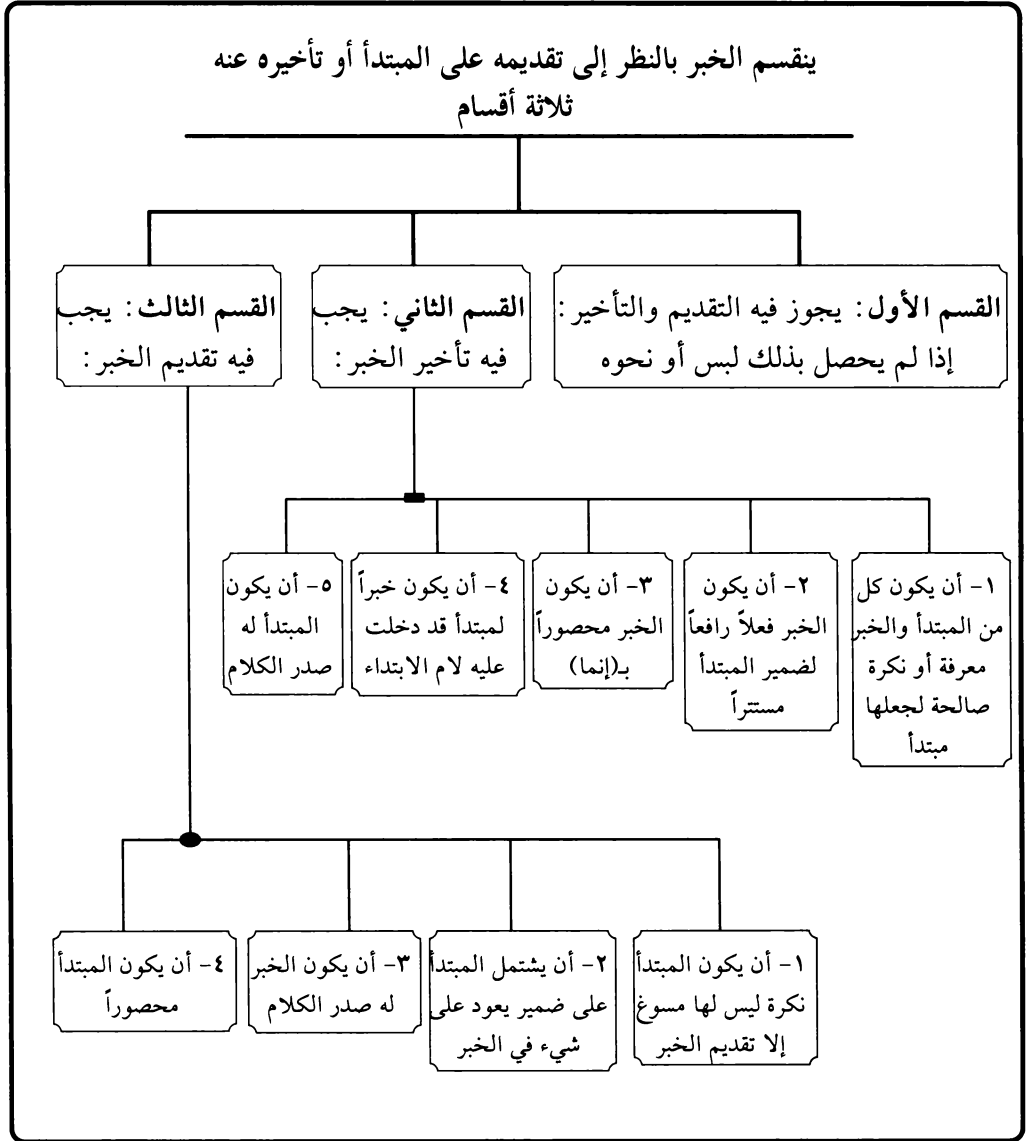 ينقسم الخبر بالنظر إلى تقديمه على المبتدأ أو تأخيره عنه
ثلاثة أقسام
القسم الأول: يجوز فيه التقديم والتأخير:
إذا لم يحصل بذلك لبس أو نحوه
القسم الثاني: يجب
فيه تأخير الخبر:
القسم الثالث: يجب
فيه تقديم الخبر:
١- أن يكون كل
من المبتدأ والخبر
معرفة أو نكرة
صالحة لجعلها
مبتدأ
٢- أن يكون
الخبر فعلاً رافعاً
لضمير المبتدأ
مستتراً
٣- أن يكون
الخبر محصوراً
بـ(إنما)
٤- أن يكون خبراً
لمبتدأ قد دخلت
عليه لام الابتداء
٥- أن يكون
المبتدأ له
صدر الكلام
١- أن يكون المبتدأ
نكرة ليس لها مسوغ
إلا تقديم الخبر
٢- أن يشتمل المبتدأ
على ضمير يعود على
شيء في الخبر
٣- أن يكون الخبر
له صدر الكلام
٤- أن يكون المبتدأ
محصوراً